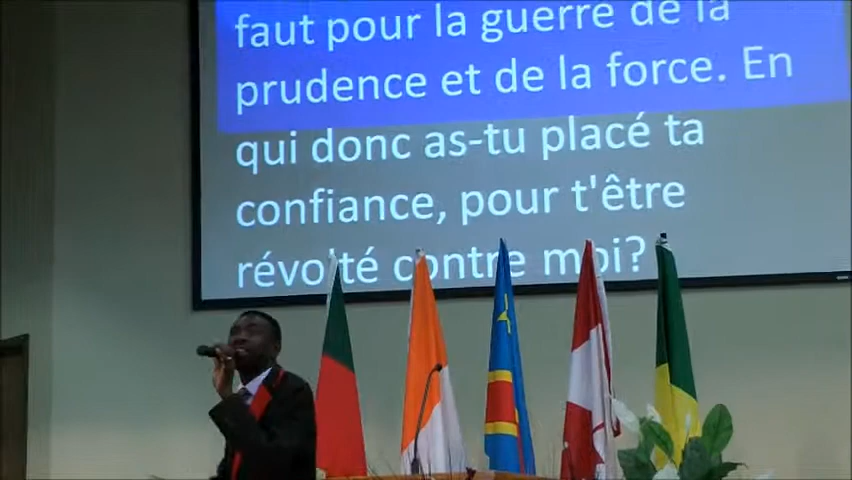 faut pour la guerre de la
prudence et de la force. En
qui donc as-tu placé ta
confiance, pour t'être
révolté contre moi?